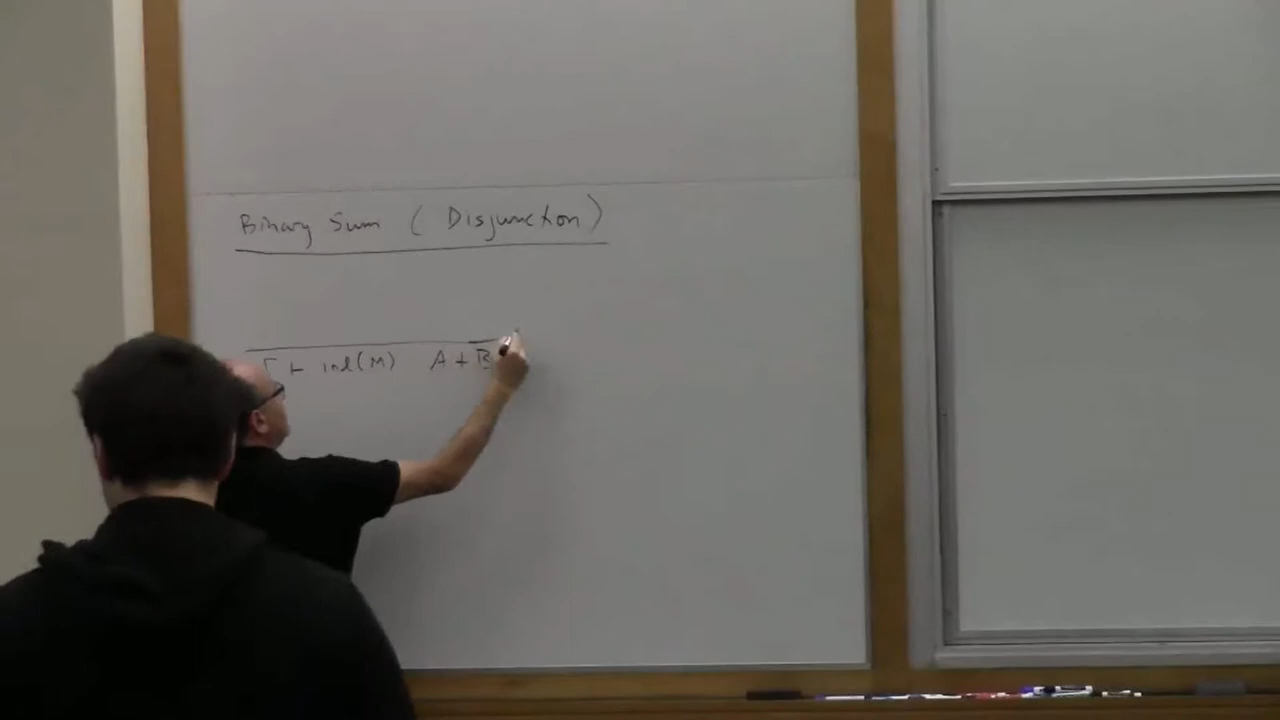 Binary Sum (Disjunction)
Γ ⊢ inl(M) A + B